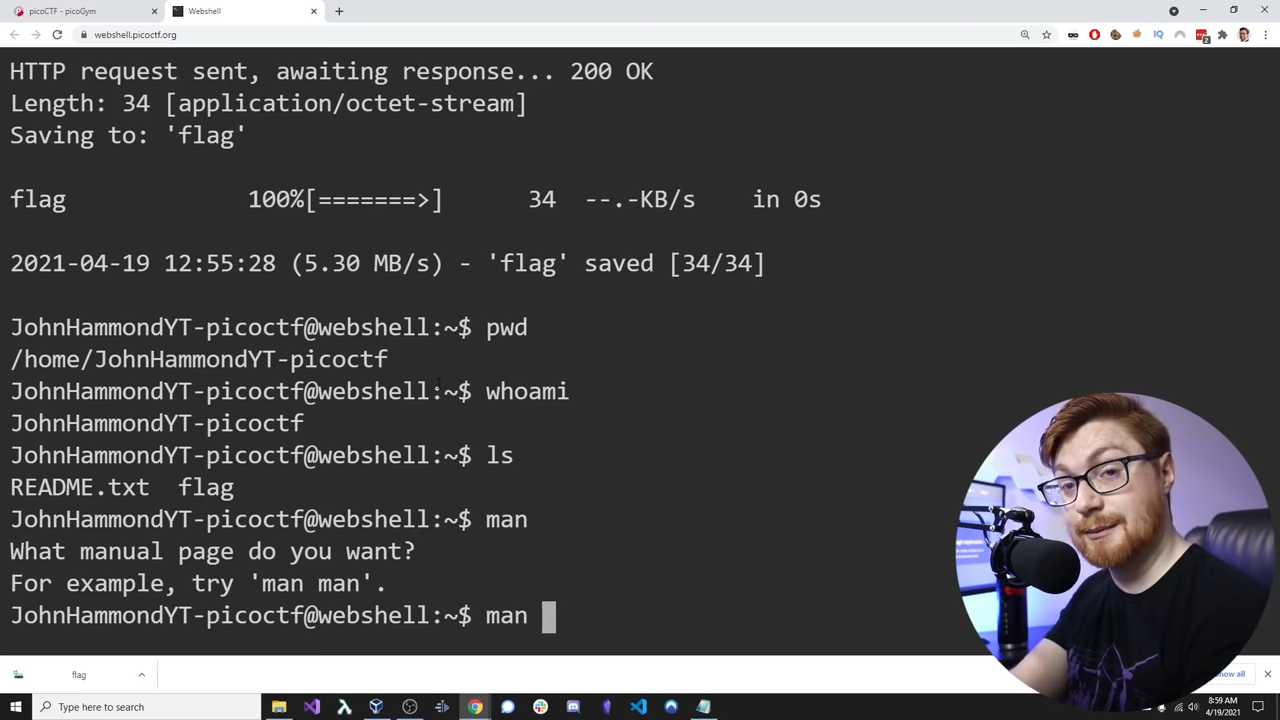 picoCTF - picoGym
Webshell
webshell.picoctf.org
HTTP request sent, awaiting response... 200 OK
Length: 34 [application/octet-stream]
Saving to: 'flag'
flag 100%[=======>] 34 --.-KB/s in 0s
2021-04-19 12:55:28 (5.30 MB/s) - 'flag' saved [34/34]
JohnHammondYT-picoctf@webshell:~$ pwd
/home/JohnHammondYT-picoctf
JohnHammondYT-picoctf@webshell:~$ whoami
JohnHammondYT-picoctf
JohnHammondYT-picoctf@webshell:~$ ls
README.txt flag
JohnHammondYT-picoctf@webshell:~$ man
What manual page do you want?
For example, try 'man man'.
JohnHammondYT-picoctf@webshell:~$ man
flag
Type here to search
8:59 AM
4/19/2021